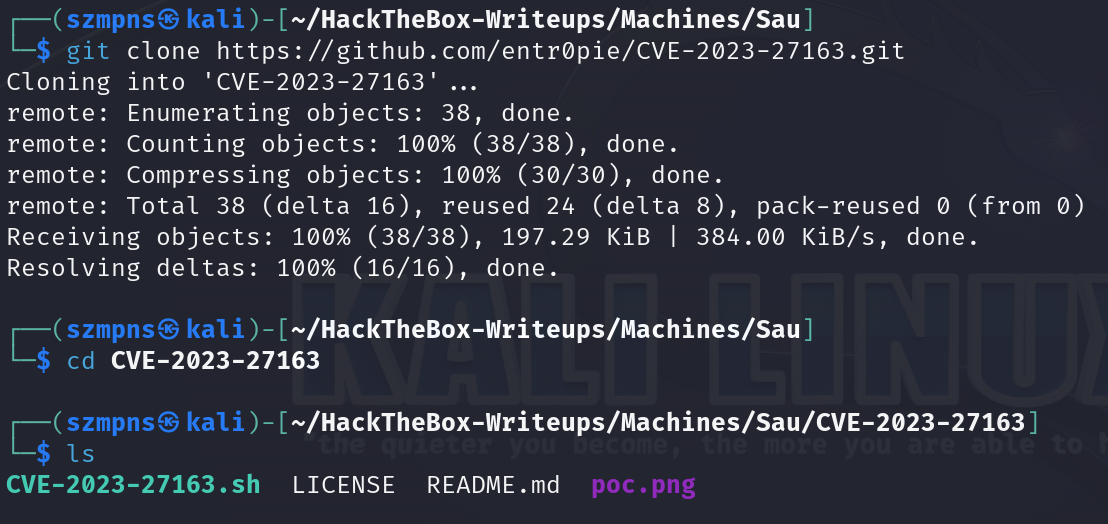 ┌──(szmpns㉿kali)-[~/HackTheBox-Writeups/Machines/Sau]
└─$ git clone https://github.com/entr0pie/CVE-2023-27163.git
Cloning into 'CVE-2023-27163'...
remote: Enumerating objects: 38, done.
remote: Counting objects: 100% (38/38), done.
remote: Compressing objects: 100% (30/30), done.
remote: Total 38 (delta 16), reused 24 (delta 8), pack-reused 0 (from 0)
Receiving objects: 100% (38/38), 197.29 KiB | 384.00 KiB/s, done.
Resolving deltas: 100% (16/16), done.
┌──(szmpns㉿kali)-[~/HackTheBox-Writeups/Machines/Sau]
└─$ cd CVE-2023-27163
┌──(szmpns㉿kali)-[~/HackTheBox-Writeups/Machines/Sau/CVE-2023-27163]
└─$ ls
CVE-2023-27163.sh  LICENSE  README.md  poc.png
KALI LINUX
"the quieter you become, the more you are able to